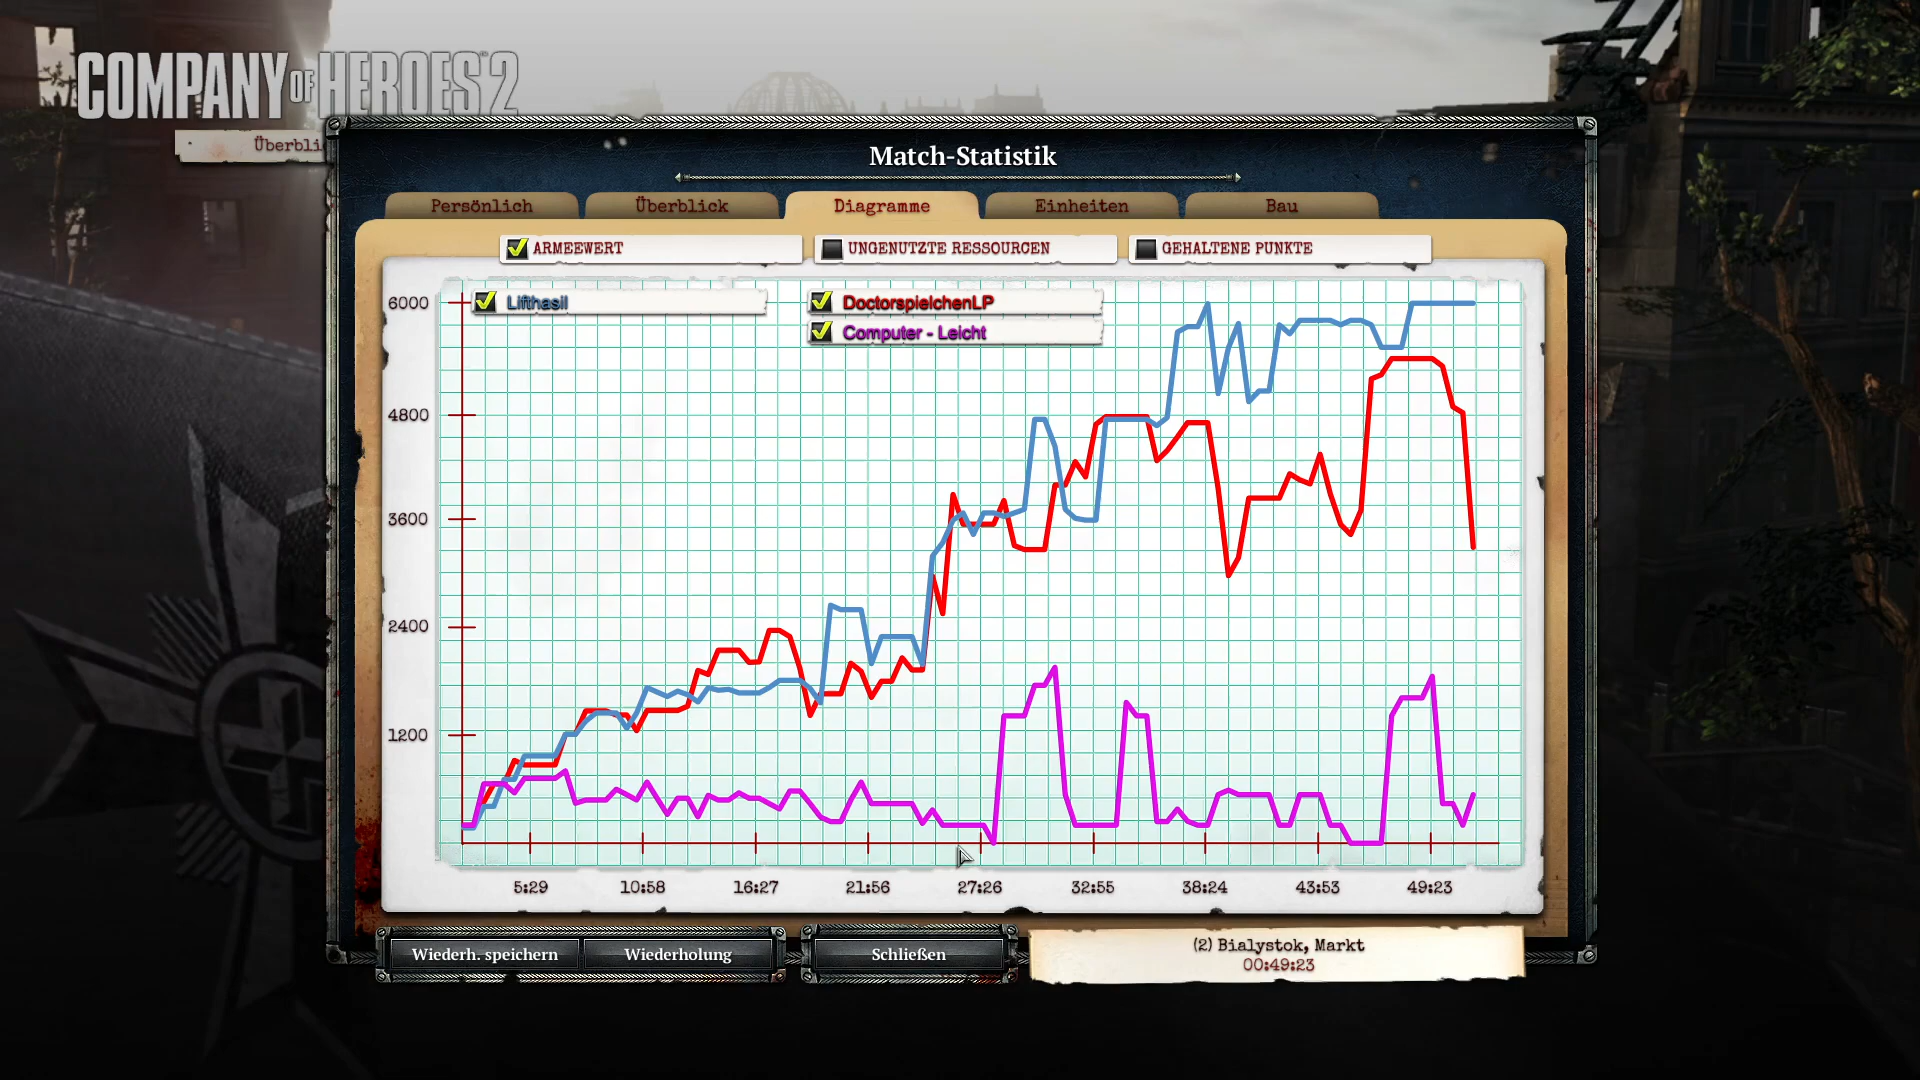 COMPANY OF HEROES 2
Überbli
Match-Statistik
Persönlich
Überblick
Diagramme
Einheiten
Bau
ARMEEWERT
UNGENUTZTE RESSOURCEN
GEHALTENE PUNKTE
Lifthasil
DoctorspielchenLP
Computer - Leicht
6000
4800
3600
2400
1200
5:29
10:58
16:27
21:56
27:26
32:55
38:24
43:53
49:23
Wiederh. speichern
Wiederholung
Schließen
(2) Bialystok, Markt
00:49:23